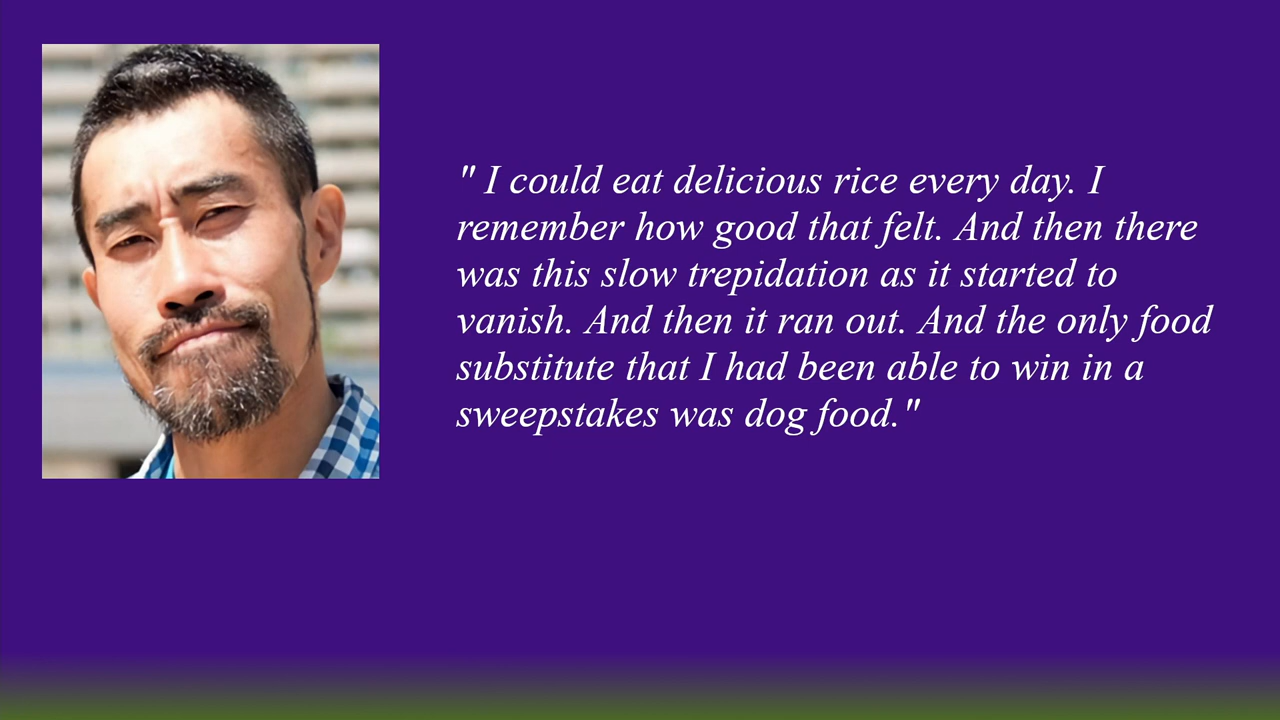 " I could eat delicious rice every day. I
remember how good that felt. And then there
was this slow trepidation as it started to
vanish. And then it ran out. And the only food
substitute that I had been able to win in a
sweepstakes was dog food."